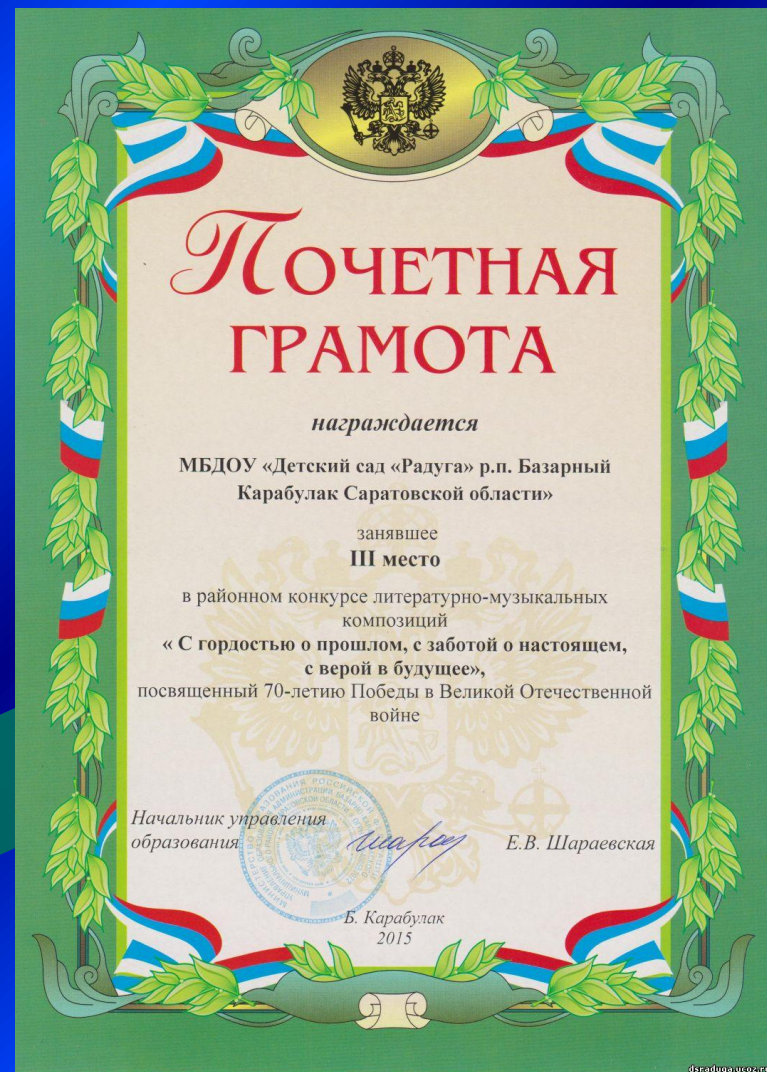 Почетная
грамота
награждается
МБДОУ «Детский сад «Радуга» р.п. Базарный
Карабулак Саратовской области»
занявшее
III место
в районном конкурсе литературно-музыкальных
композиций
« С гордостью о прошлом, с заботой о настоящем,
с верой в будущее»,
посвященный 70-летию Победы в Великой Отечественной
войне
Начальник управления
образования
Е.В. Шараевская
Б. Карабулак
2015